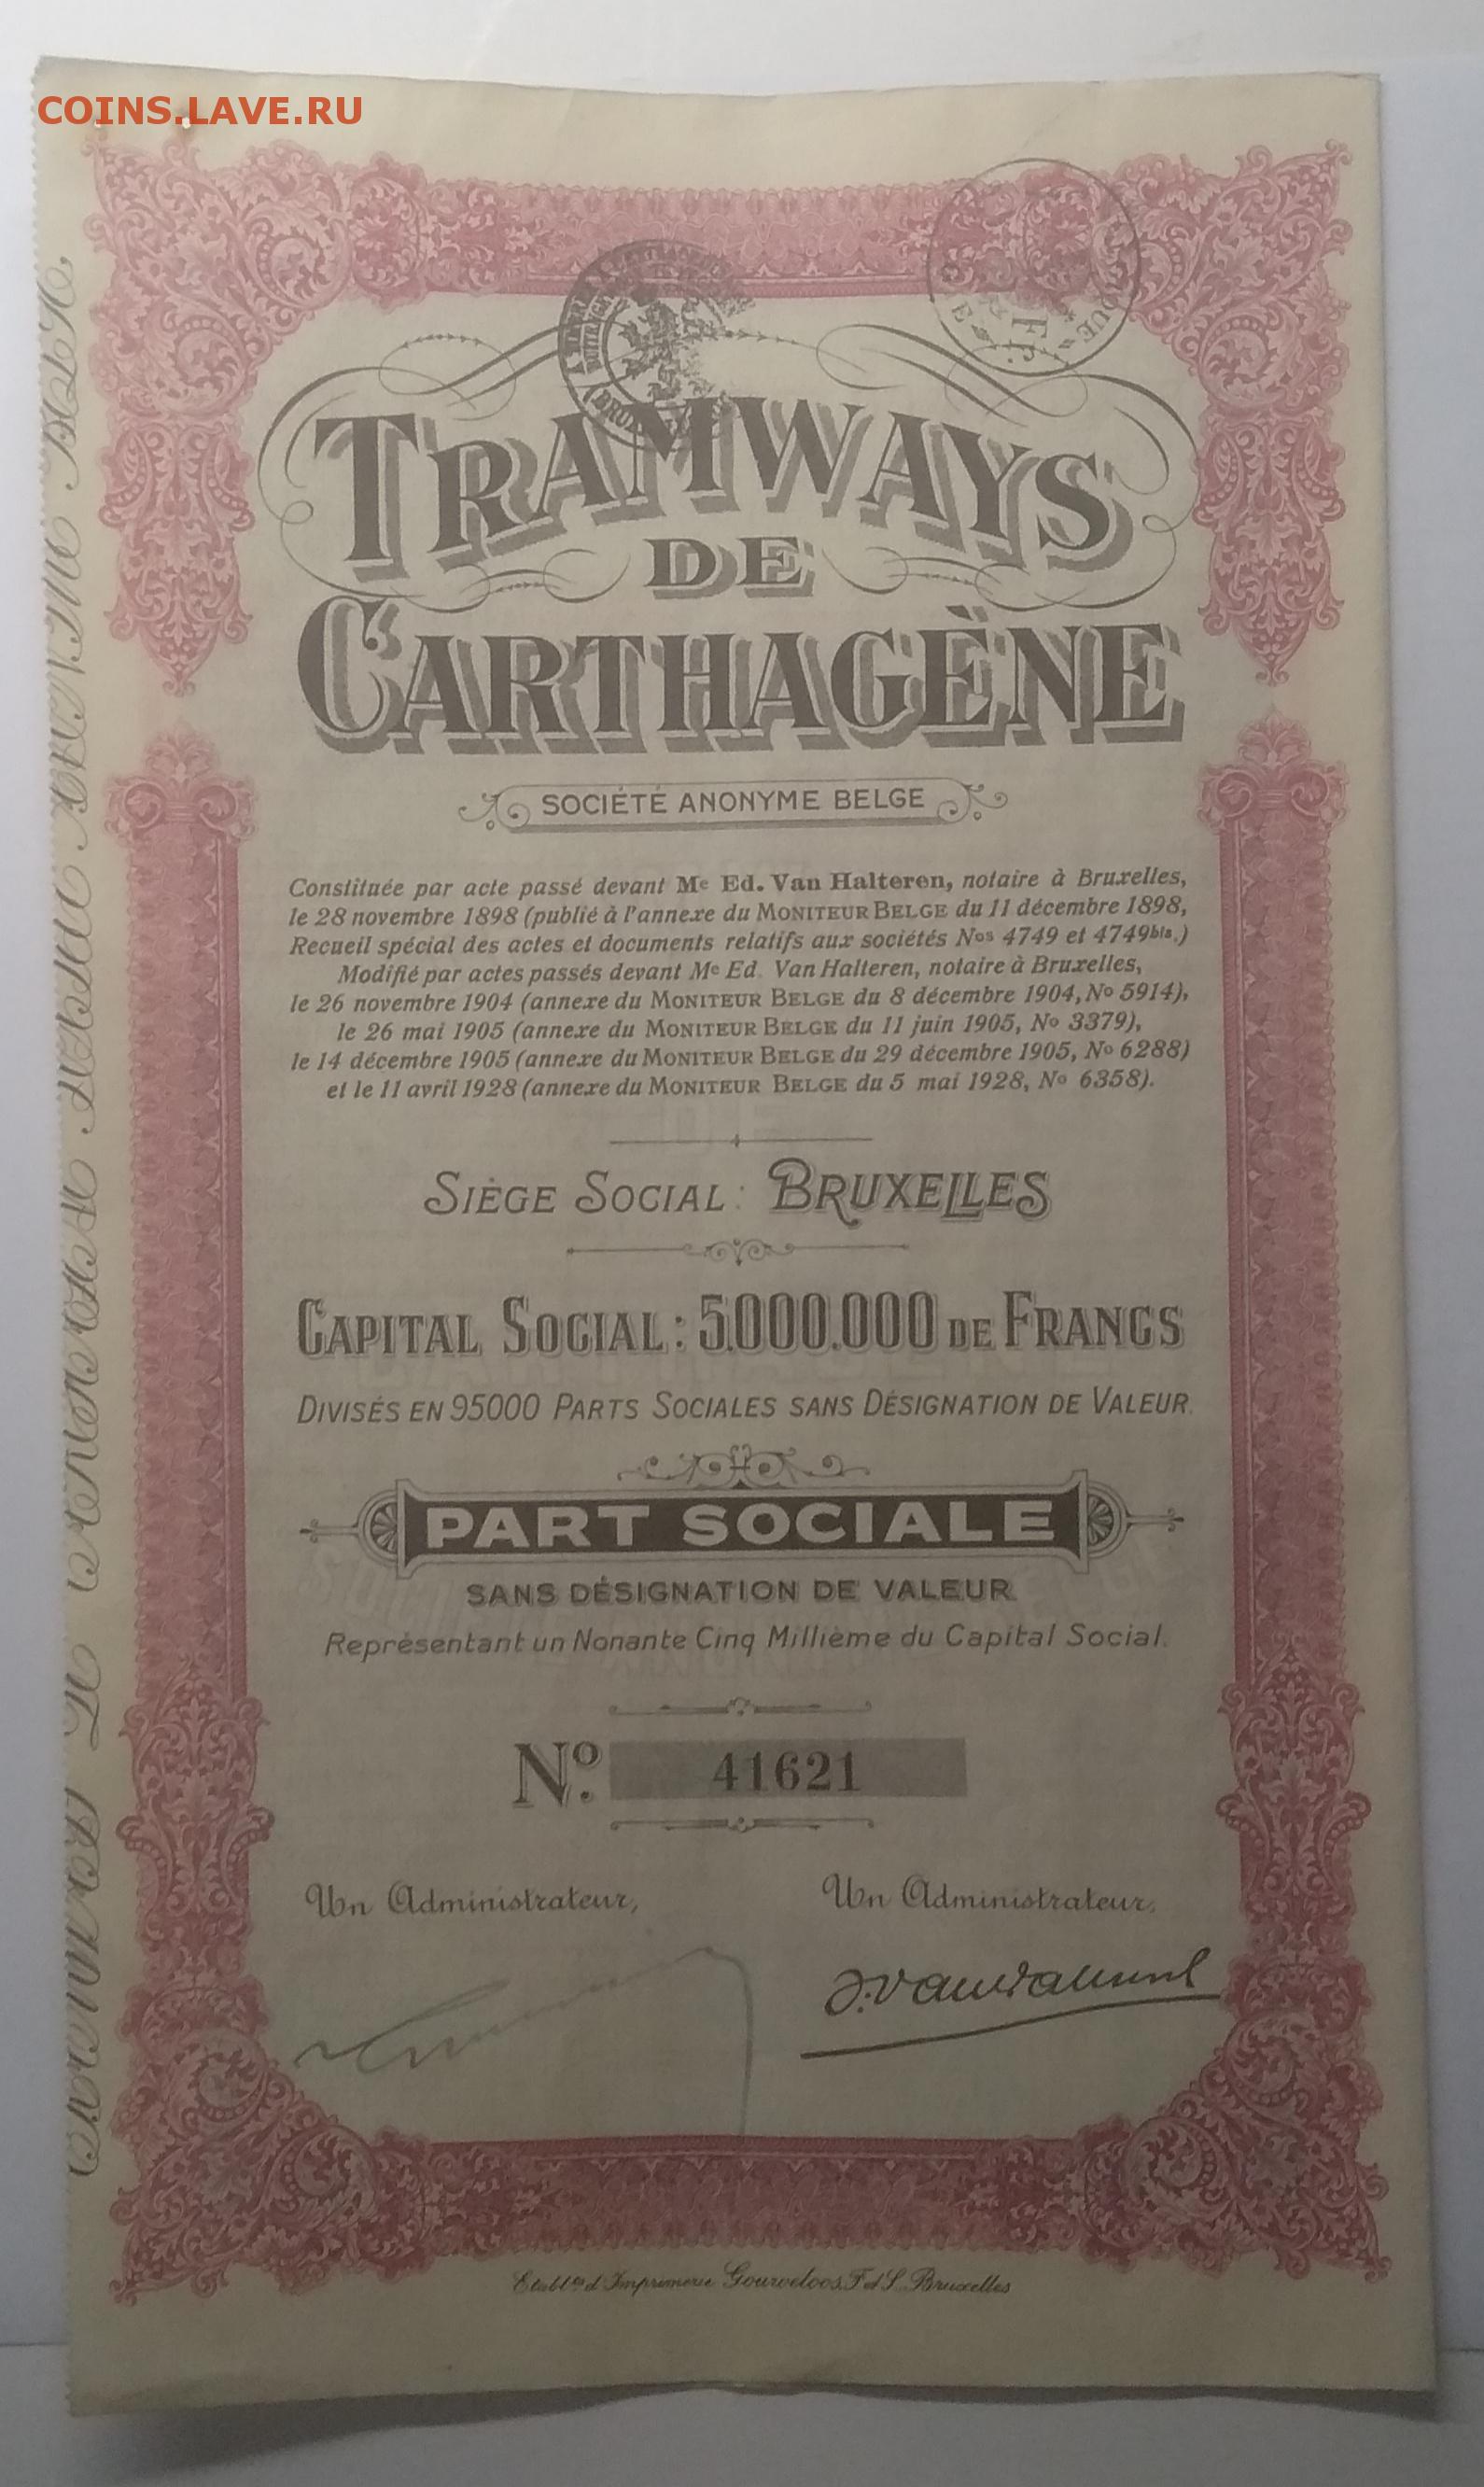 COINS.LAVE.RU
TRAMWAYS
DE
CARTHAGÈNE
SOCIÉTÉ ANONYME BELGE
Constituée par acte passé devant Me Ed. Van Halteren, notaire à Bruxelles,
le 28 novembre 1898 (publié à l'annexe du MONITEUR BELGE du 11 décembre 1898,
Recueil spécial des actes et documents relatifs aux sociétés Nos 4749 et 4749bis.)
Modifié par actes passés devant Me Ed. Van Halteren, notaire à Bruxelles,
le 26 novembre 1904 (annexe du MONITEUR BELGE du 8 décembre 1904, No 5914),
le 26 mai 1905 (annexe du MONITEUR BELGE du 11 juin 1905, No 3379),
le 14 décembre 1905 (annexe du MONITEUR BELGE du 29 décembre 1905, No 6288)
et le 11 avril 1928 (annexe du MONITEUR BELGE du 5 mai 1928, No 6358).
SIÈGE SOCIAL : BRUXELLES
CAPITAL SOCIAL : 5.000.000 DE FRANCS
DIVISÉS EN 95000 PARTS SOCIALES SANS DÉSIGNATION DE VALEUR.
PART SOCIALE
SANS DÉSIGNATION DE VALEUR
Représentant un Nonante Cinq Millième du Capital Social.
No. 41621
Un Administrateur, Un Administrateur,
Etablts d'Imprimerie Gourveloos F. et S. Bruxelles